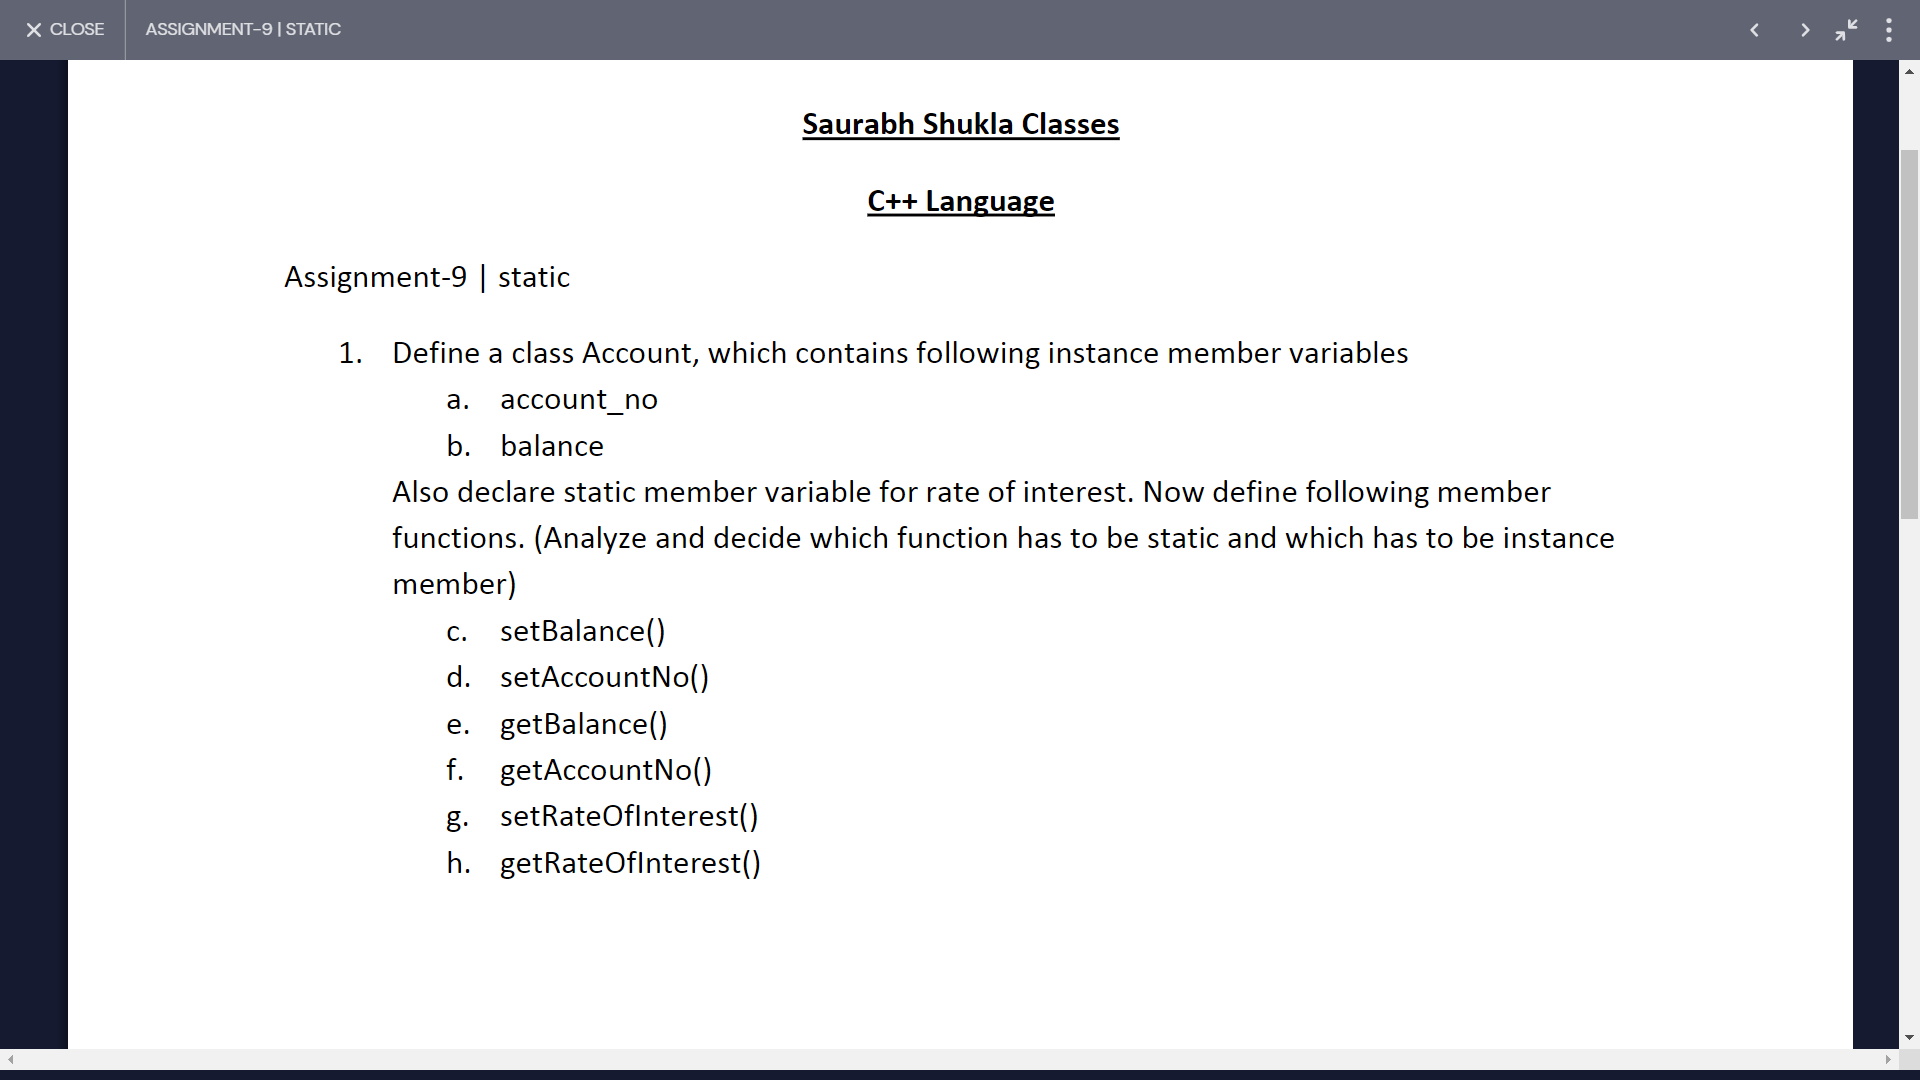 CLOSE
ASSIGNMENT-9 | STATIC
Saurabh Shukla Classes
C++ Language
Assignment-9 | static
1. Define a class Account, which contains following instance member variables
a. account_no
b. balance
Also declare static member variable for rate of interest. Now define following member
functions. (Analyze and decide which function has to be static and which has to be instance
member)
c. setBalance()
d. setAccountNo()
e. getBalance()
f. getAccountNo()
g. setRateOfInterest()
h. getRateOfInterest()